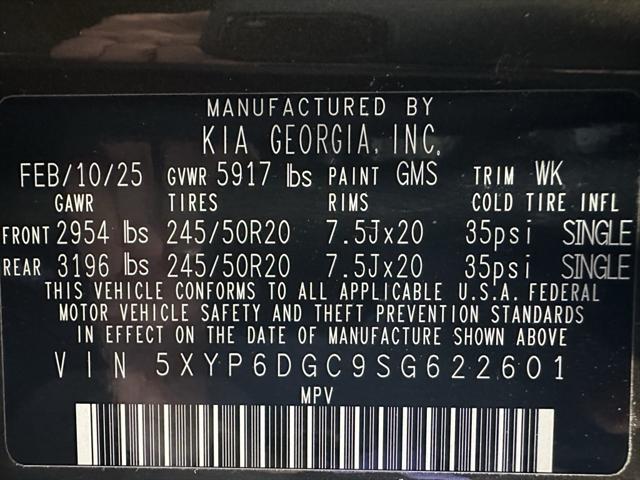 MANUFACTURED BY
KIA GEORGIA, INC.
FEB/10/25 GVWR 5917 lbs PAINT GMS TRIM WK
GAWR TIRES RIMS COLD TIRE INFL
FRONT 2954 lbs 245/50R20 7.5Jx20 35psi SINGLE
REAR 3196 lbs 245/50R20 7.5Jx20 35psi SINGLE
THIS VEHICLE CONFORMS TO ALL APPLICABLE U.S.A. FEDERAL
MOTOR VEHICLE SAFETY AND THEFT PREVENTION STANDARDS
IN EFFECT ON THE DATE OF MANUFACTURE SHOWN ABOVE
VIN 5XYP6DGC9SG622601
MPV